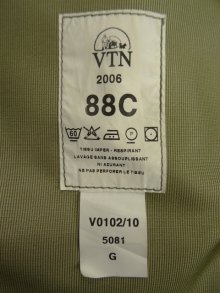 VTN
2006
88C
60
TISSU IMPER - RESPIRANT
LAVAGE SANS ASSOUPLISSANT
NI AZURANT
NE PAS PERFORER LE TISSU
V0102/10
5081
G